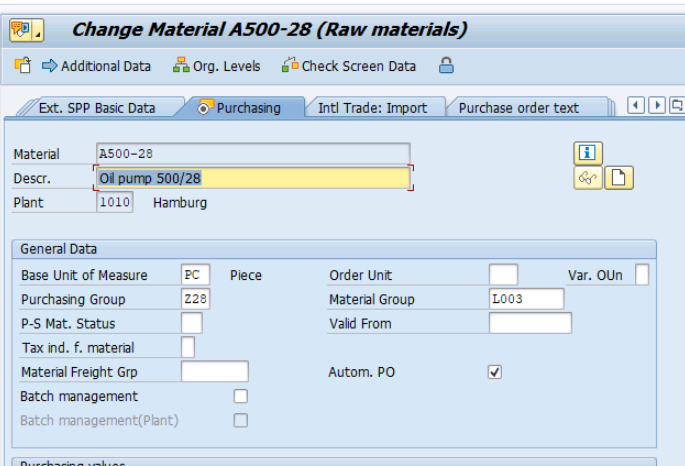 Change Material A500-28 (Raw materials)
Additional Data Org. Levels Check Screen Data
Ext. SPP Basic Data Purchasing Intl Trade: Import Purchase order text
Material A500-28
Descr. Oil pump 500/28
Plant 1010 Hamburg
General Data
Base Unit of Measure PC Piece Order Unit Var. OUn
Purchasing Group Z28 Material Group L003
P-S Mat. Status Valid From
Tax ind. f. material
Material Freight Grp Autom. PO
Batch management
Batch management(Plant)
Purchasing values